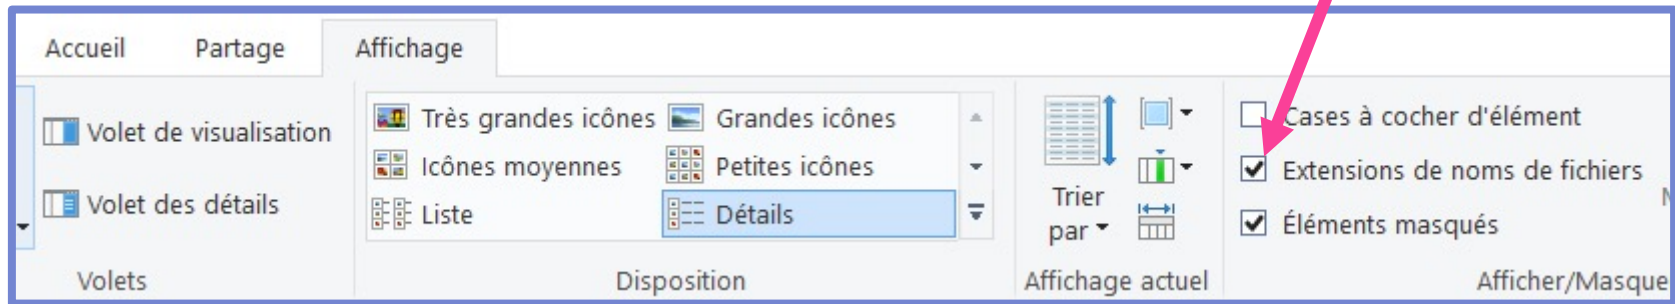 Accueil Partage Affichage
Volet de visualisation
Volet des détails
Volets
Très grandes icônes Grandes icônes
Icônes moyennes Petites icônes
Liste Détails
Disposition
Trier
par
Affichage actuel
Cases à cocher d'élément
Extensions de noms de fichiers
Éléments masqués
Afficher/Masque